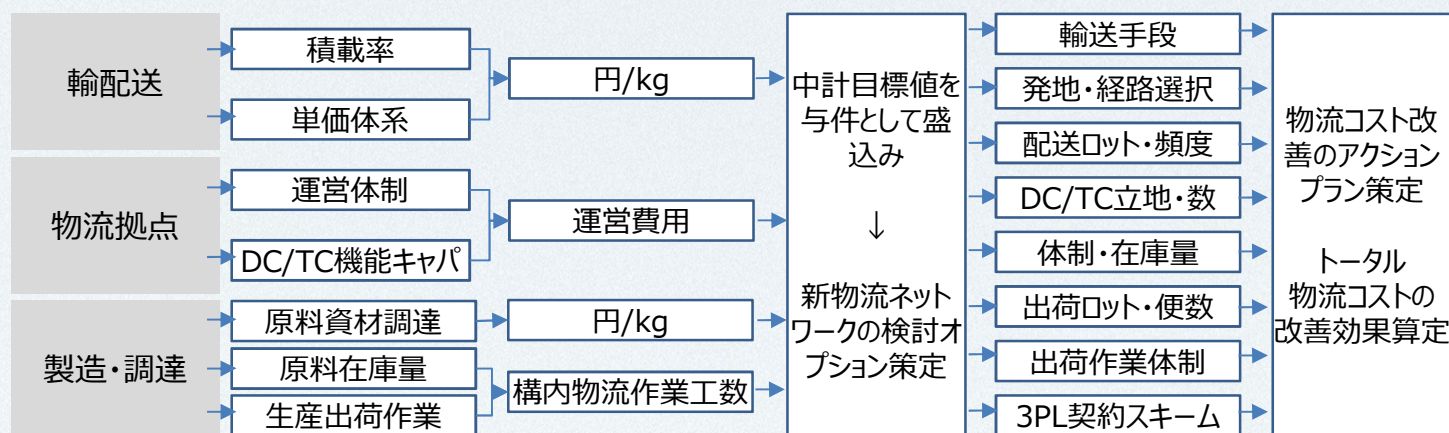 輸配送
積載率
単価体系
円/kg
物流拠点
運営体制
DC/TC機能キャパ
運営費用
製造・調達
原料資材調達
円/kg
原料在庫量
生産出荷作業
構内物流作業工数
中計目標値を
与件として盛
込み
↓
新物流ネット
ワークの検討オ
プション策定
輸送手段
発地・経路選択
配送ロット・頻度
DC/TC立地・数
体制・在庫量
出荷ロット・便数
出荷作業体制
3PL契約スキーム
物流コスト改
善のアクション
プラン策定
トータル
物流コストの
改善効果算定